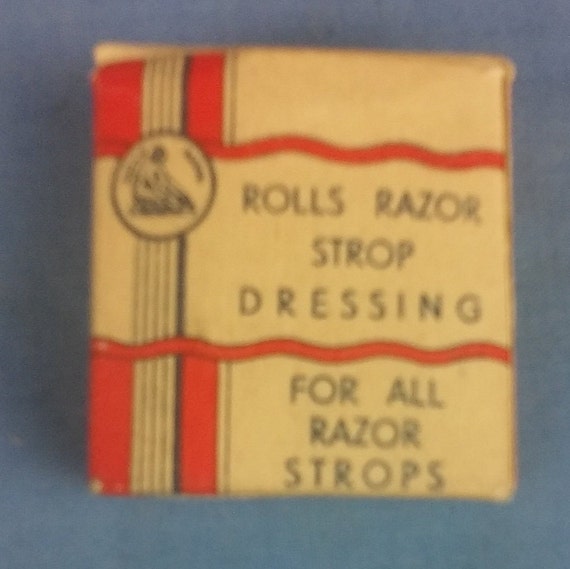 ROLLS RAZOR
STROP
DRESSING
FOR ALL
RAZOR
STROPS